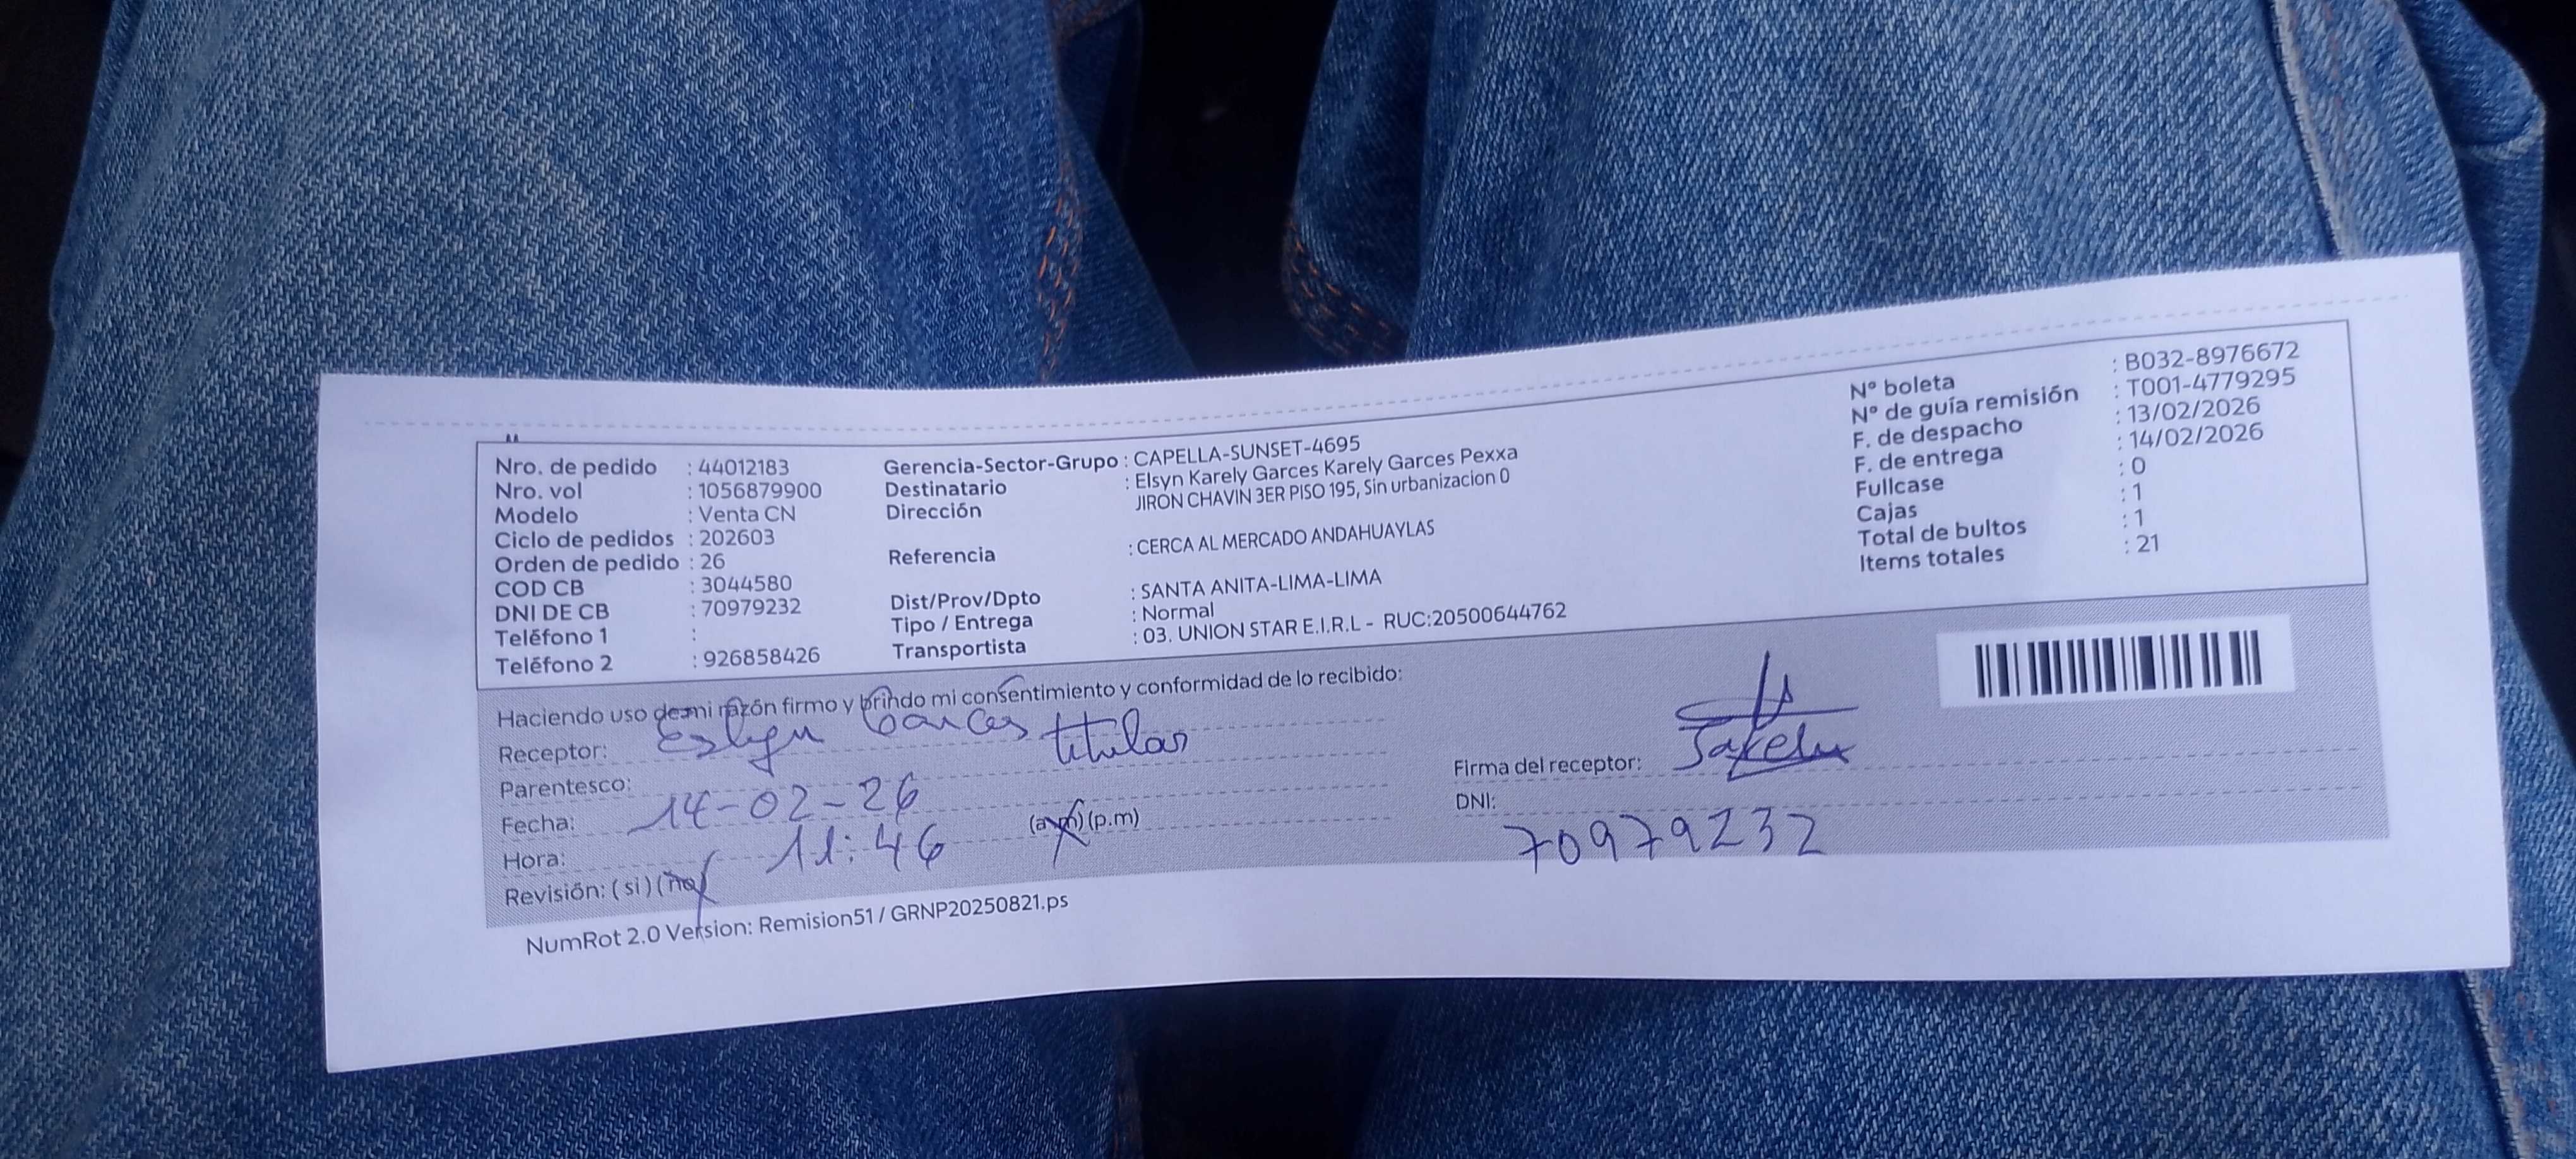 Nro. de pedido : 44012183
Nro. vol : 1056879900
Modelo : Venta CN
Ciclo de pedidos : 202603
Orden de pedido : 26
COD CB : 3044580
DNI DE CB : 70979232
Teléfono 1 :
Teléfono 2 : 926858426
Gerencia-Sector-Grupo : CAPELLA-SUNSET-4695
Destinatario : Elsyn Karely Garces Karely Garces Pexxa
Dirección JIRON CHAVIN 3ER PISO 195, Sin urbanizacion 0
Referencia : CERCA AL MERCADO ANDAHUAYLAS
Dist/Prov/Dpto : SANTA ANITA-LIMA-LIMA
Tipo / Entrega : Normal
Transportista : 03. UNION STAR E.I.R.L - RUC:20500644762
N° boleta : B032-8976672
N° de guía remisión : T001-4779295
F. de despacho : 13/02/2026
F. de entrega : 14/02/2026
Fullcase : 0
Cajas : 1
Total de bultos : 1
Items totales : 21
Haciendo uso de mi razón firmo y brindo mi consentimiento y conformidad de lo recibido:
Receptor: Garces
Parentesco: titular
Fecha: 14-02-26
Hora: 11:46 (a.m) (p.m)
Revisión: (si) (no)
Firma del receptor:
DNI: 70979232
NumRot 2.0 Version: Remision51 / GRNP20250821.ps